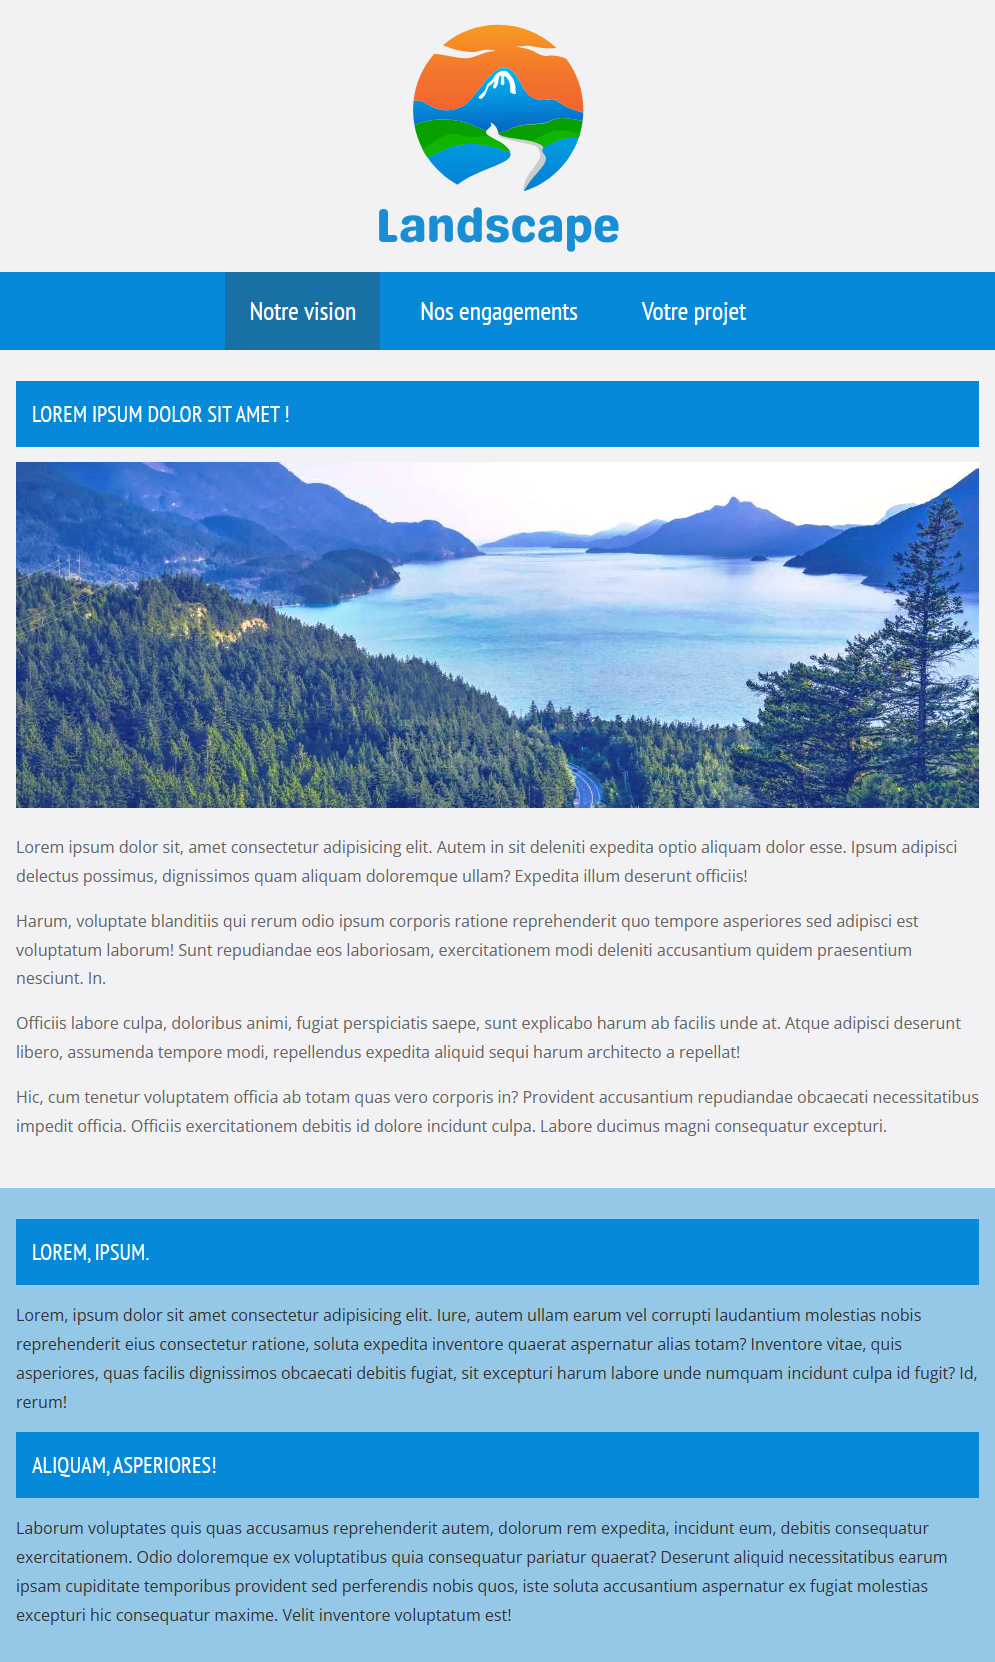 Landscape
Notre vision
Nos engagements
Votre projet
LOREM IPSUM DOLOR SIT AMET !
Lorem ipsum dolor sit, amet consectetur adipisicing elit. Autem in sit deleniti expedita optio aliquam dolor esse. Ipsum adipisci
delectus possimus, dignissimos quam aliquam doloremque ullam? Expedita illum deserunt officiis!
Harum, voluptate blanditiis qui rerum odio ipsum corporis ratione reprehenderit quo tempore asperiores sed adipisci est
voluptatum laborum! Sunt repudiandae eos laboriosam, exercitationem modi deleniti accusantium quidem praesentium
nesciunt. In.
Officiis labore culpa, doloribus animi, fugiat perspiciatis saepe, sunt explicabo harum ab facilis unde at. Atque adipisci deserunt
libero, assumenda tempore modi, repellendus expedita aliquid sequi harum architecto a repellat!
Hic, cum tenetur voluptatem officia ab totam quas vero corporis in? Provident accusantium repudiandae obcaecati necessitatibus
impedit officia. Officiis exercitationem debitis id dolore incidunt culpa. Labore ducimus magni consequatur excepturi.
LOREM, IPSUM.
Lorem, ipsum dolor sit amet consectetur adipisicing elit. Iure, autem ullam earum vel corrupti laudantium molestias nobis
reprehenderit eius consectetur ratione, soluta expedita inventore quaerat aspernatur alias totam? Inventore vitae, quis
asperiores, quas facilis dignissimos obcaecati debitis fugiat, sit excepturi harum labore unde numquam incidunt culpa id fugit? Id,
rerum!
ALIQUAM, ASPERIORES!
Laborum voluptates quis quas accusamus reprehenderit autem, dolorum rem expedita, incidunt eum, debitis consequatur
exercitationem. Odio doloremque ex voluptatibus quia consequatur pariatur quaerat? Deserunt aliquid necessitatibus earum
ipsam cupiditate temporibus provident sed perferendis nobis quos, iste soluta accusantium aspernatur ex fugiat molestias
excepturi hic consequatur maxime. Velit inventore voluptatum est!